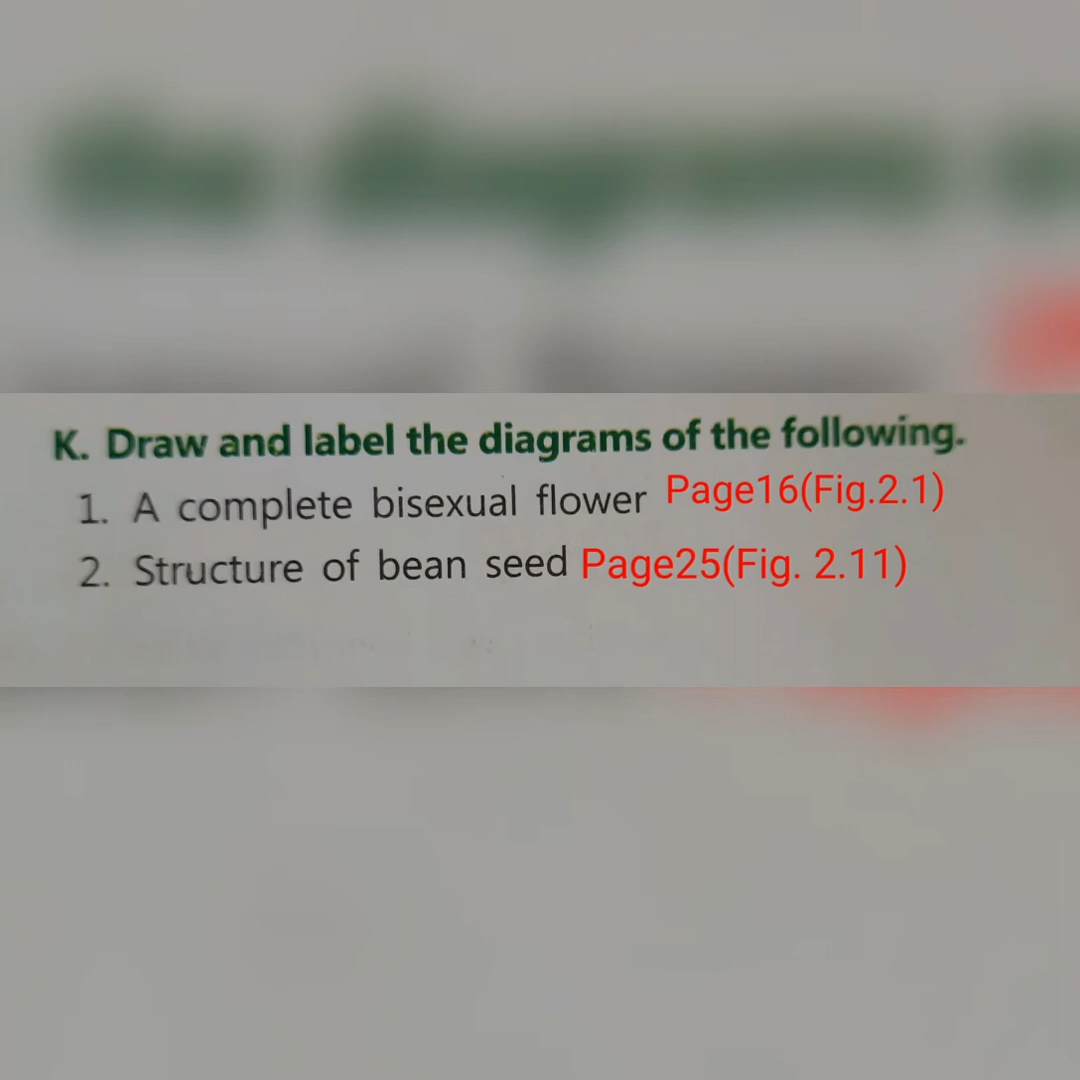 K. Draw and label the diagrams of the following.
1. A complete bisexual flower Page16(Fig.2.1)
2. Structure of bean seed Page25(Fig. 2.11)